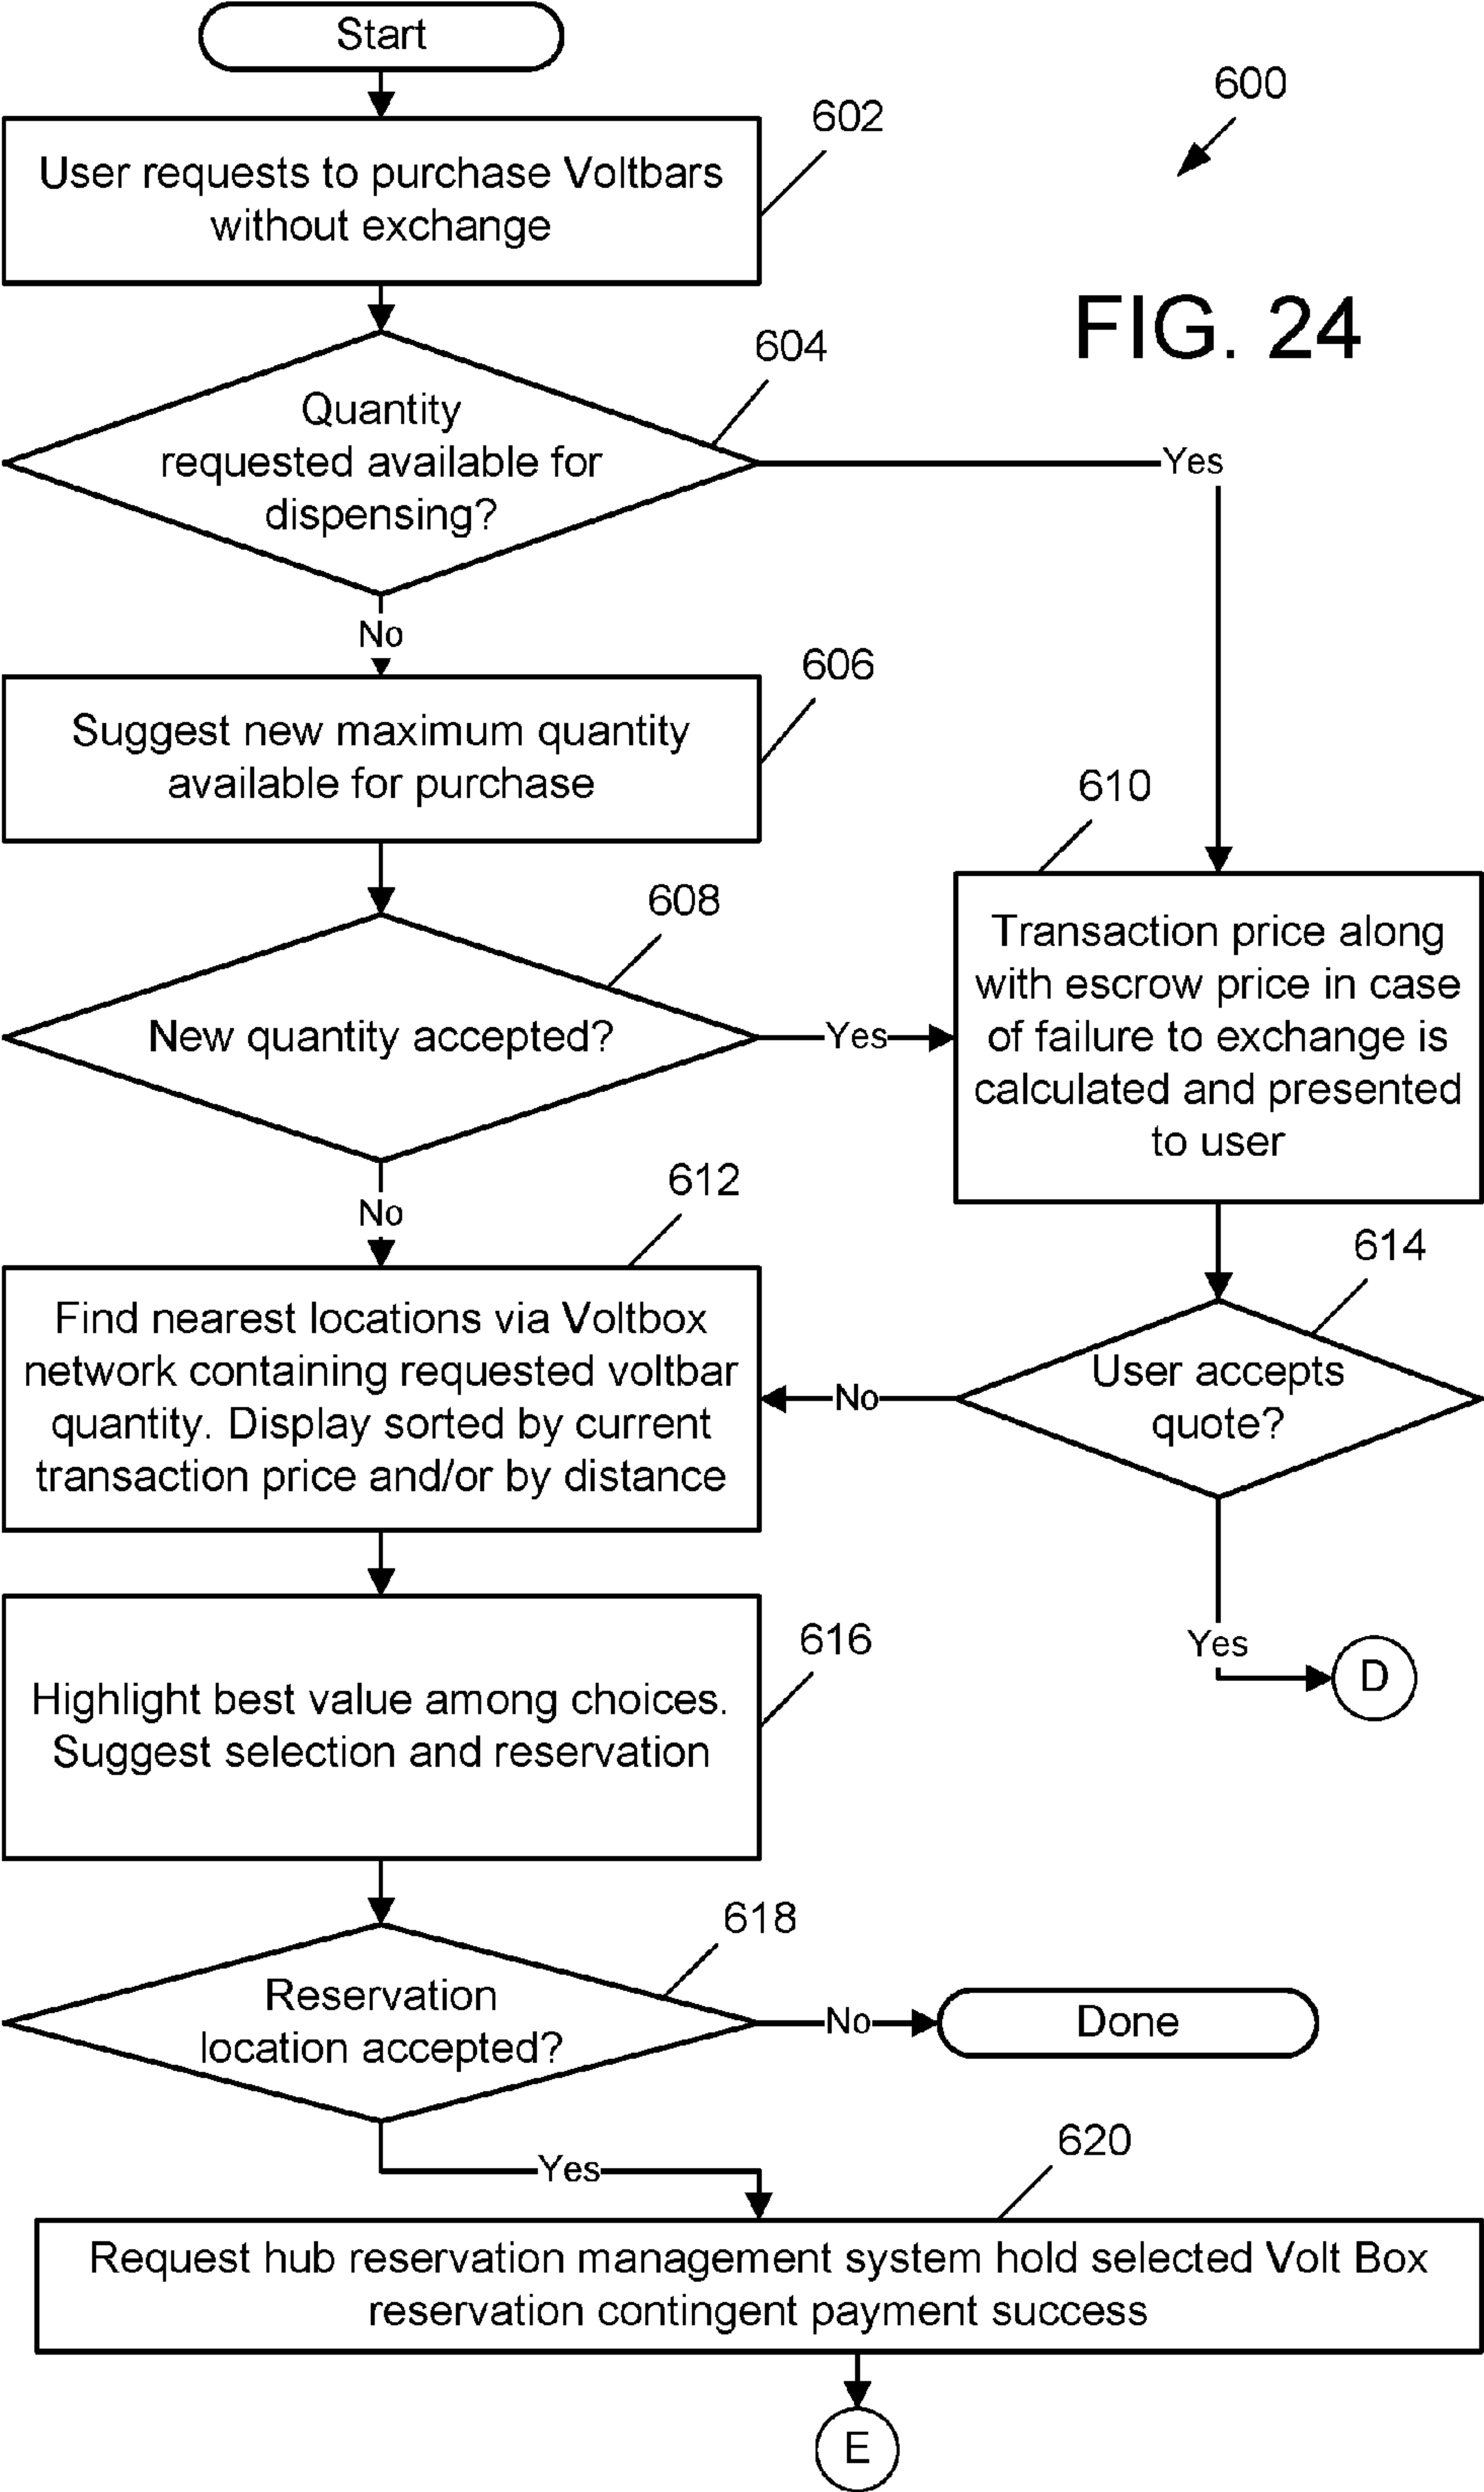 Start
600
602
User requests to purchase Voltbars
without exchange
FIG. 24
604
Quantity
requested available for
dispensing?
Yes
No
606
Suggest new maximum quantity
available for purchase
610
608
New quantity accepted?
Yes
Transaction price along
with escrow price in case
of failure to exchange is
calculated and presented
to user
No
612
614
Find nearest locations via Voltbox
network containing requested voltbar
quantity. Display sorted by current
transaction price and/or by distance
No
User accepts
quote?
Yes
D
616
Highlight best value among choices.
Suggest selection and reservation
618
Reservation
location accepted?
No
Done
Yes
620
Request hub reservation management system hold selected Volt Box
reservation contingent payment success
E